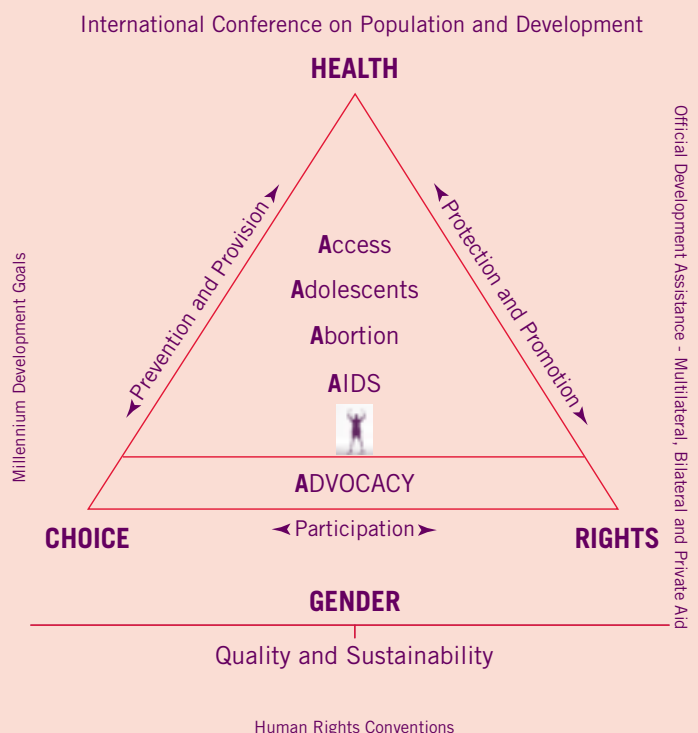 International Conference on Population and Development
HEALTH
Official Development Assistance - Multilateral, Bilateral and Private Aid
Prevention and Provision
Protection and Promotion
Access
Adolescents
Abortion
AIDS
Millennium Development Goals
ADVOCACY
CHOICE
Participation
RIGHTS
GENDER
Quality and Sustainability
Human Rights Conventions